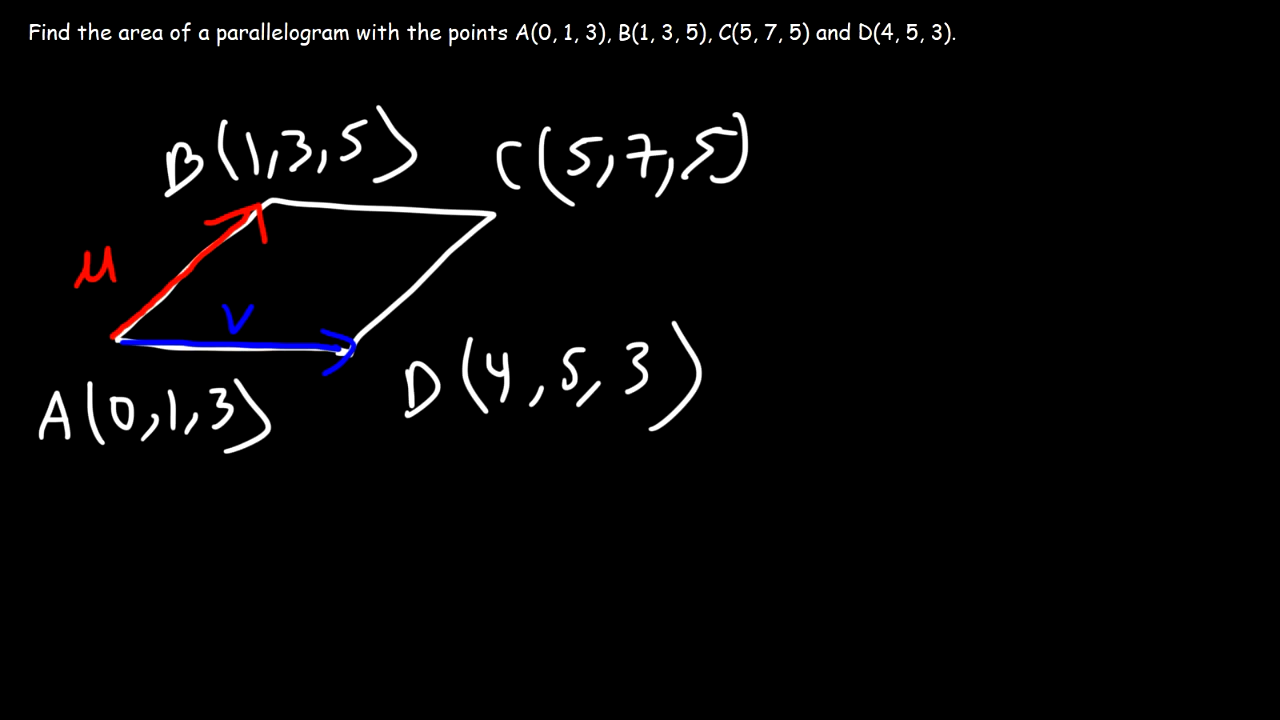 Find the area of a parallelogram with the points A(0, 1, 3), B(1, 3, 5), C(5, 7, 5) and D(4, 5, 3).
B(1,3,5) C(5,7,5)
u
v
A(0,1,3) D(4,5,3)